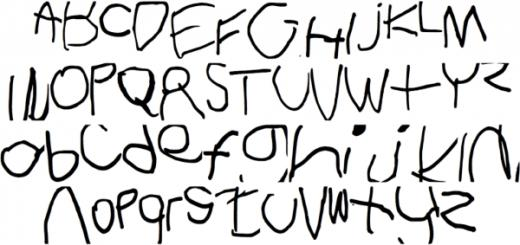 ABCDEFGHIJKLM
NOPQRSTUVWXYZ
abcdefghijklm
nopqrstuvwxyz